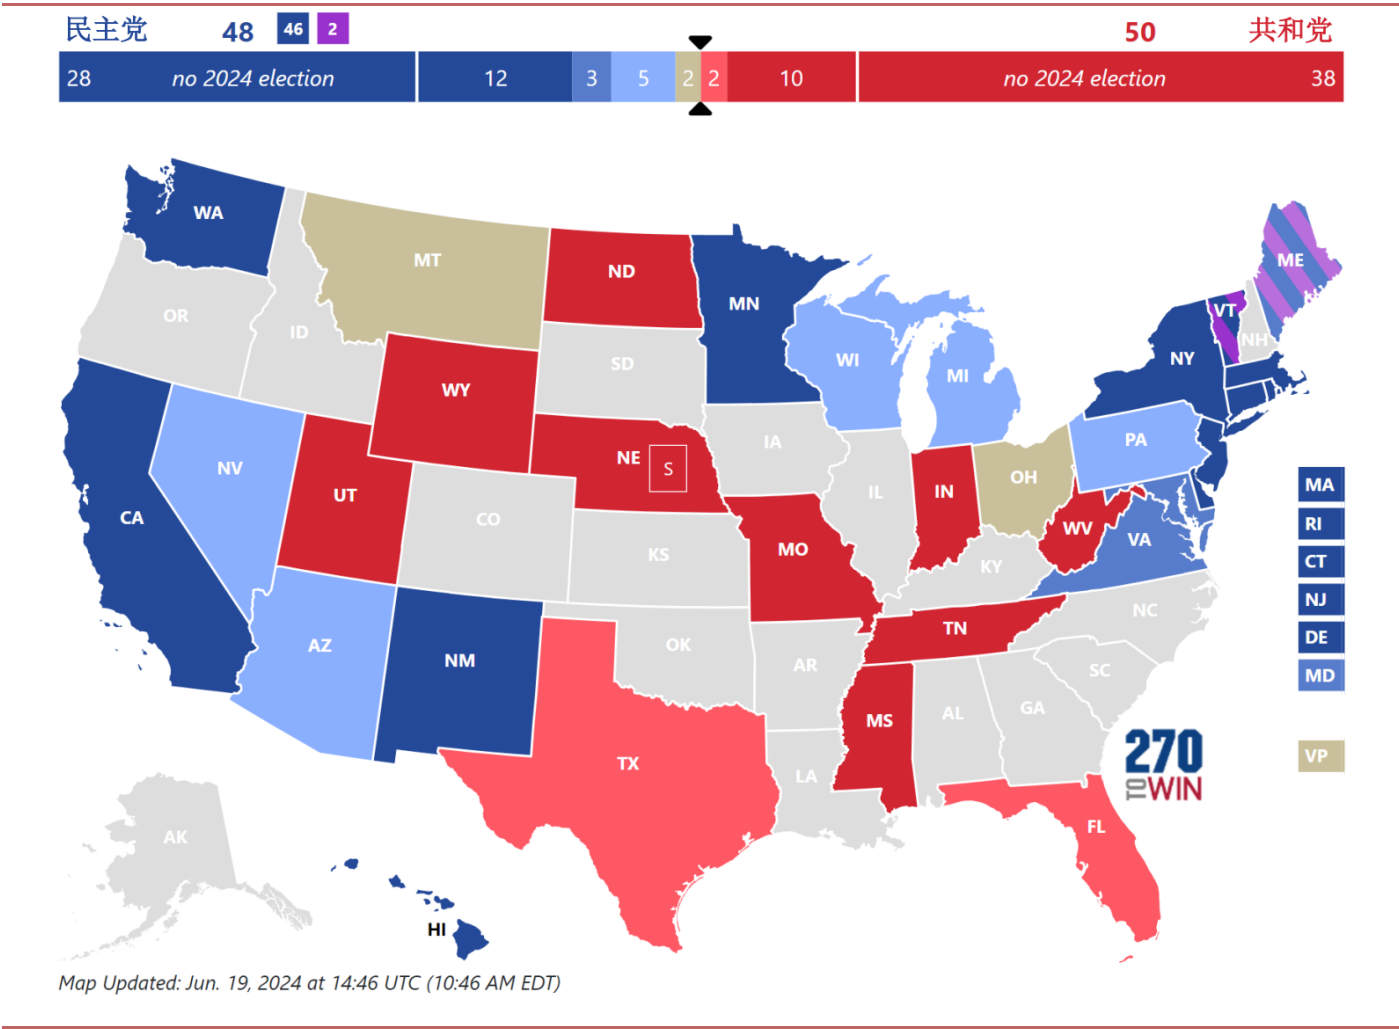 民主党 48 46 2 50 共和党
28 no 2024 election 12 3 5 2 2 10 no 2024 election 38
WA
MT
ND
MN
ME
OR
ID
SD
WI
MI
NY
VT
NH
WY
NV
UT
NE S
IA
PA
CA
CO
IL
IN
OH
MA
RI
CT
NJ
DE
MD
KS
MO
WV
VA
KY
NC
AZ
NM
OK
AR
TN
SC
MS
AL
GA
TX
LA
270
TO WIN
VP
AK
FL
HI
Map Updated: Jun. 19, 2024 at 14:46 UTC (10:46 AM EDT)